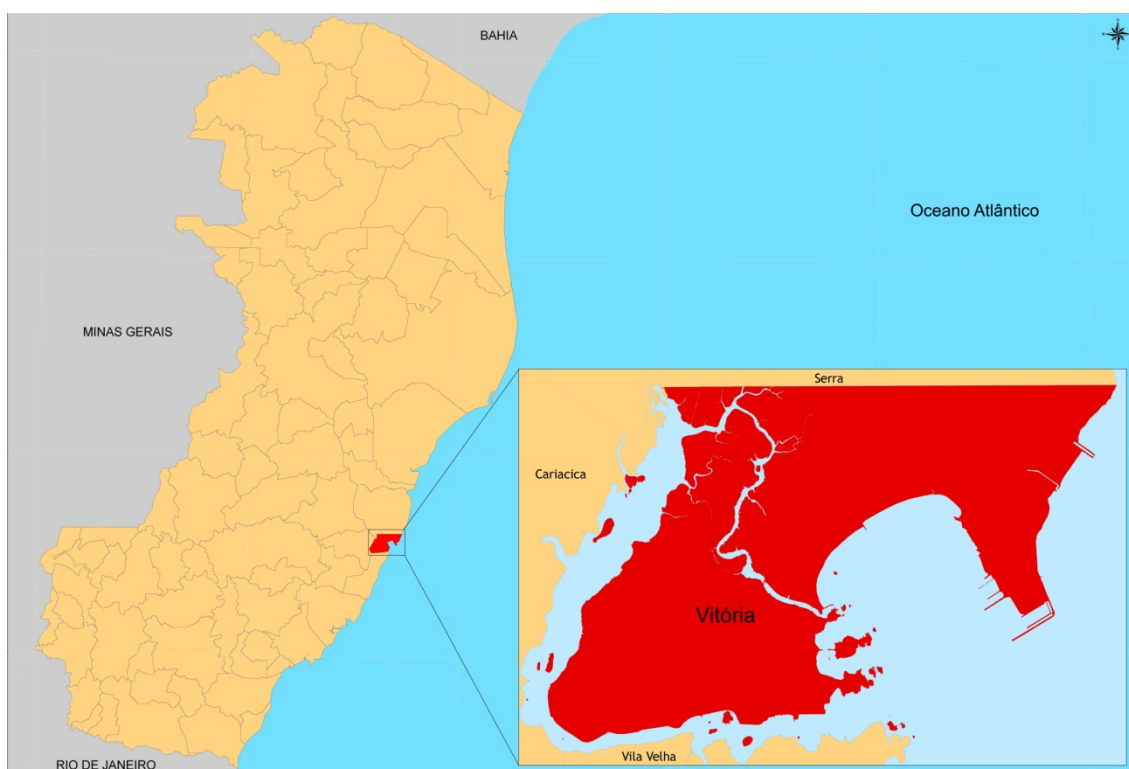 BAHIA
Oceano Atlântico
MINAS GERAIS
Serra
Cariacica
Vitória
Vila Velha
RIO DE JANEIRO